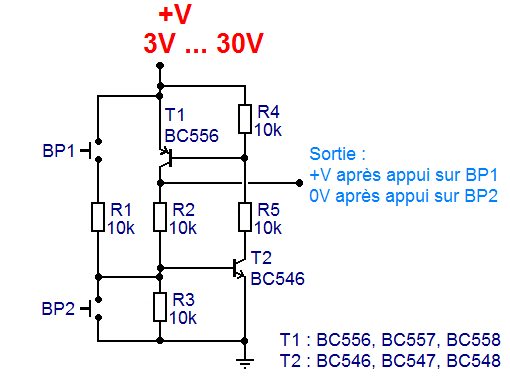 +V
3V ... 30V
T1
BC556
R4
10k
BP1
Sortie :
+V après appui sur BP1
0V après appui sur BP2
R1
10k
R2
10k
R5
10k
T2
BC546
BP2
R3
10k
T1 : BC556, BC557, BC558
T2 : BC546, BC547, BC548